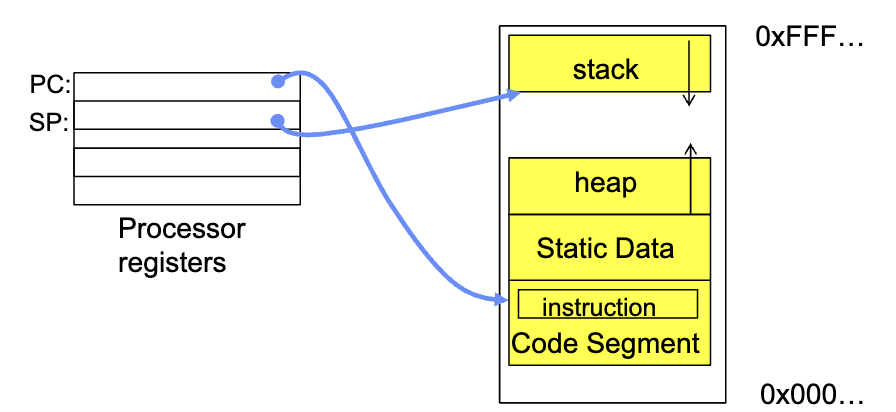 0xFFF...
stack
PC:
SP:
heap
Processor
registers
Static Data
instruction
Code Segment
0x000...